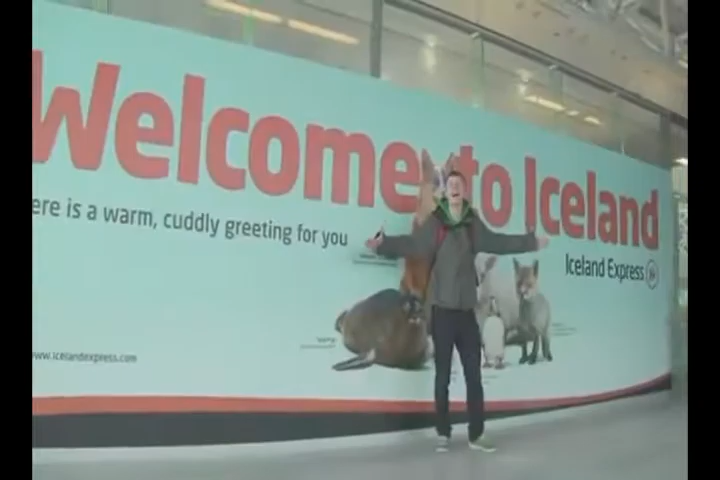 Welcome to Iceland
ere is a warm, cuddly greeting for you
Iceland Express
www.icelandexpress.com